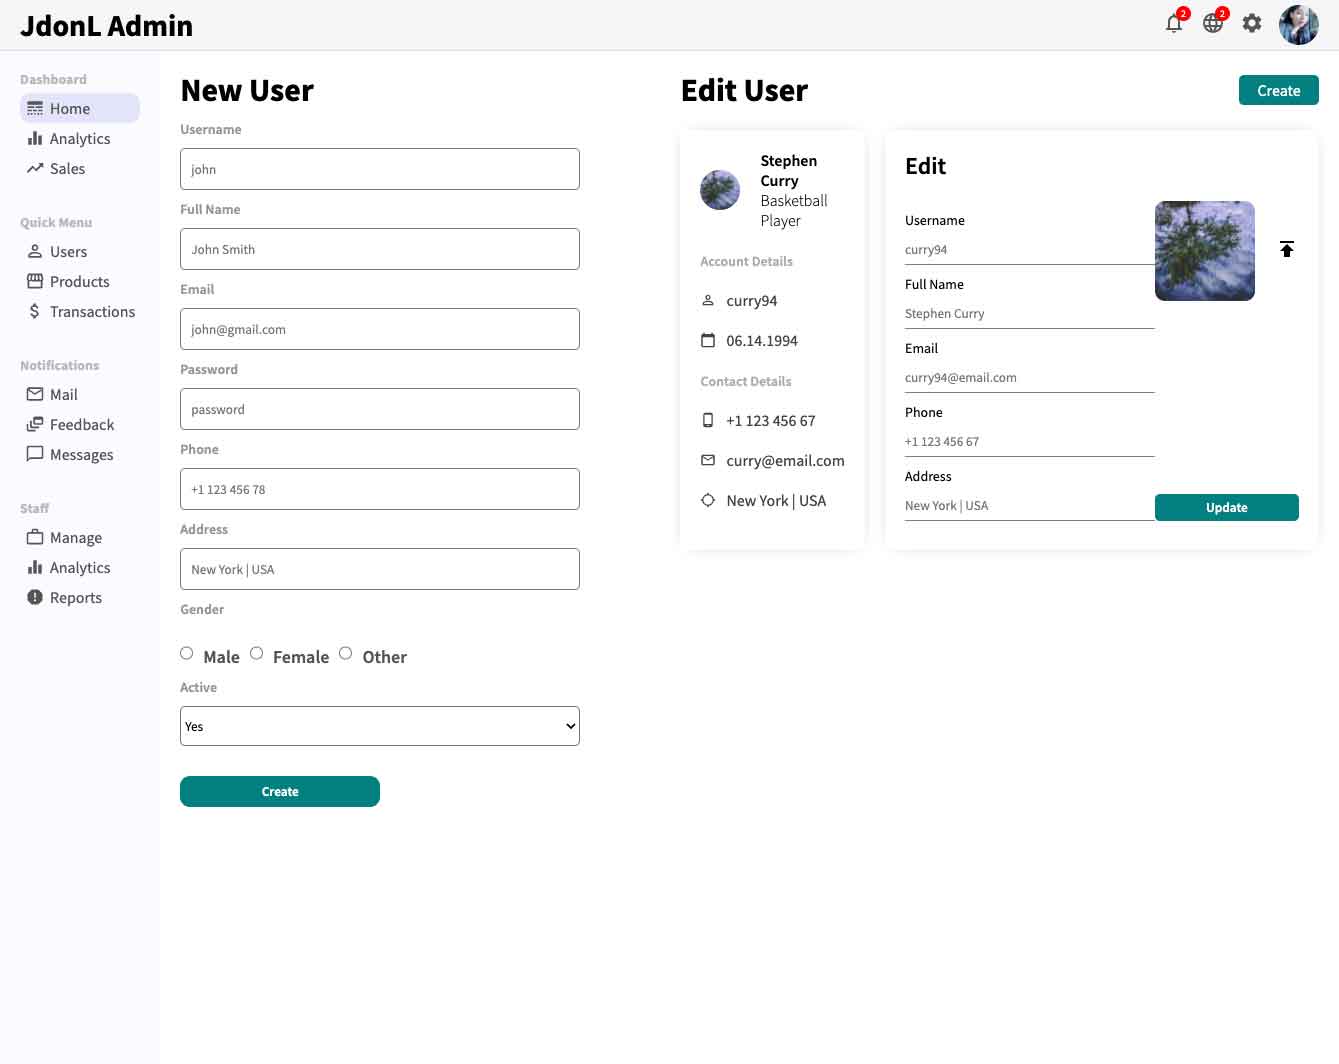 JdonL Admin
2
2
Dashboard
Home
Analytics
Sales
Quick Menu
Users
Products
Transactions
Notifications
Mail
Feedback
Messages
Staff
Manage
Analytics
Reports
New User
Username
john
Full Name
John Smith
Email
john@gmail.com
Password
password
Phone
+1 123 456 78
Address
New York | USA
Gender
Male Female Other
Active
Yes
Create
Edit User
Create
Stephen
Curry
Basketball
Player
Account Details
curry94
06.14.1994
Contact Details
+1 123 456 67
curry@email.com
New York | USA
Edit
Username
curry94
Full Name
Stephen Curry
Email
curry94@email.com
Phone
+1 123 456 67
Address
New York | USA
Update